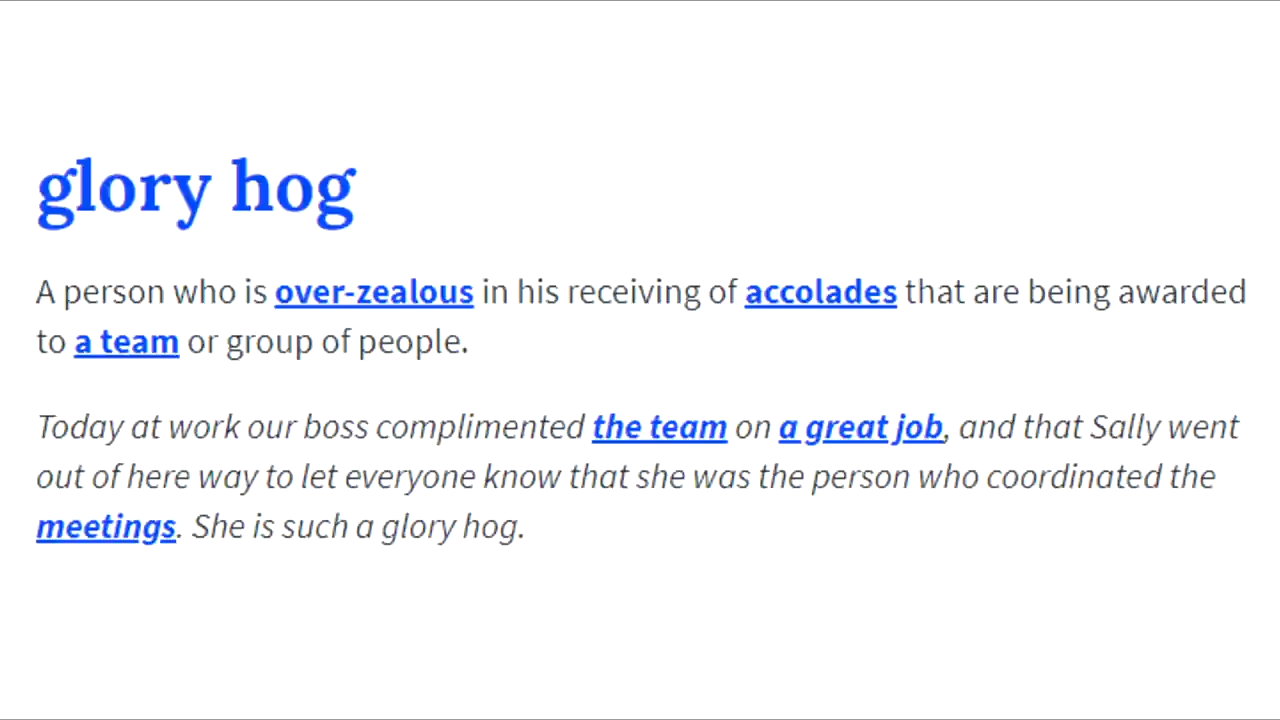 glory hog
A person who is over-zealous in his receiving of accolades that are being awarded
to a team or group of people.
Today at work our boss complimented the team on a great job, and that Sally went
out of here way to let everyone know that she was the person who coordinated the
meetings. She is such a glory hog.